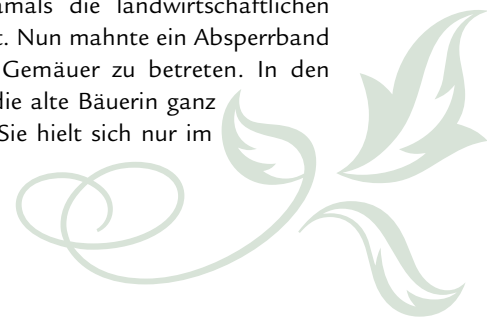 die landwirtschaftlichen
t. Nun mahnte ein Absperrband
Gemäuer zu betreten. In den
die alte Bäuerin ganz
Sie hielt sich nur im